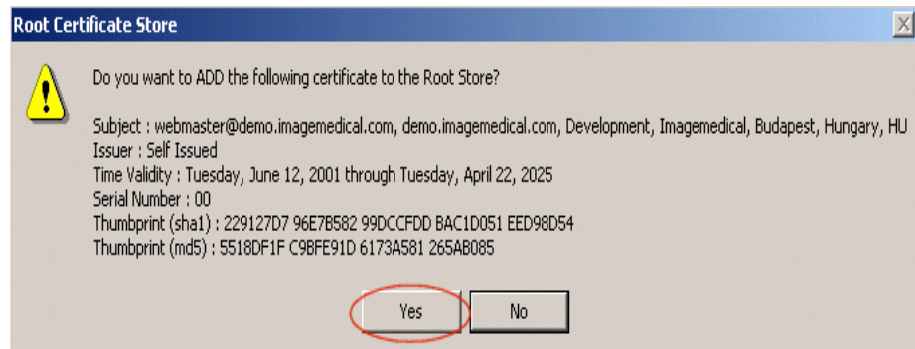 Root Certificate Store
Do you want to ADD the following certificate to the Root Store?
Subject : webmaster@demo.imagemedical.com, demo.imagemedical.com, Development, Imagemedical, Budapest, Hungary, HU
Issuer : Self Issued
Time Validity : Tuesday, June 12, 2001 through Tuesday, April 22, 2025
Serial Number : 00
Thumbprint (sha1) : 229127D7 96E7B582 99DCCFDD BAC1D051 EED98D54
Thumbprint (md5) : 5518DF1F C9BFE91D 6173A581 265AB085
Yes No